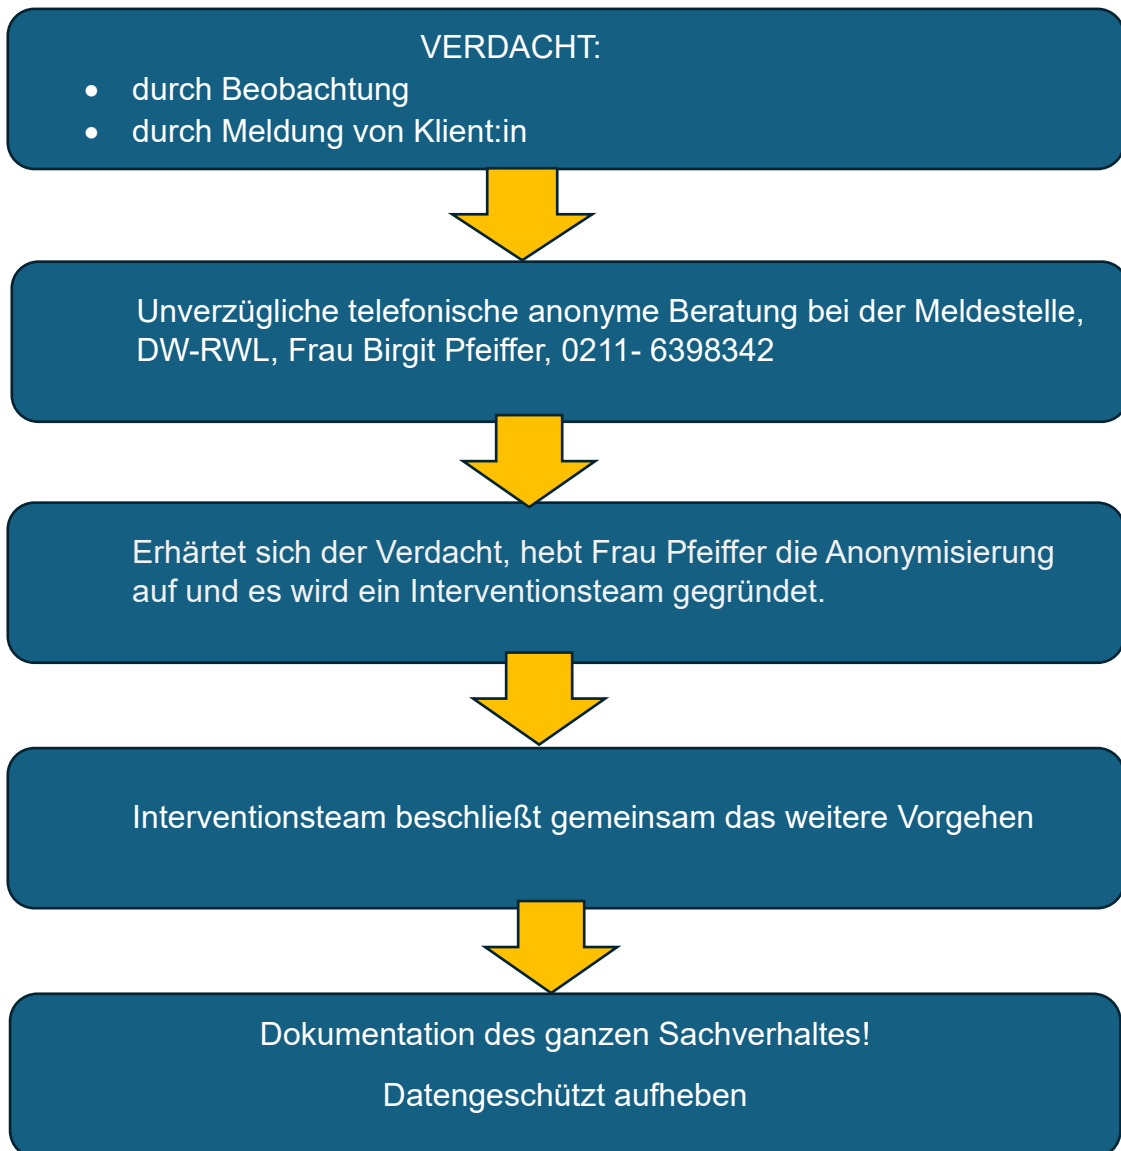 VERDACHT:
• durch Beobachtung
• durch Meldung von Klient:in
Unverzügliche telefonische anonyme Beratung bei der Meldestelle,
DW-RWL, Frau Birgit Pfeiffer, 0211- 6398342
Erhärtet sich der Verdacht, hebt Frau Pfeiffer die Anonymisierung
auf und es wird ein Interventionsteam gegründet.
Interventionsteam beschließt gemeinsam das weitere Vorgehen
Dokumentation des ganzen Sachverhaltes!
Datengeschützt aufheben